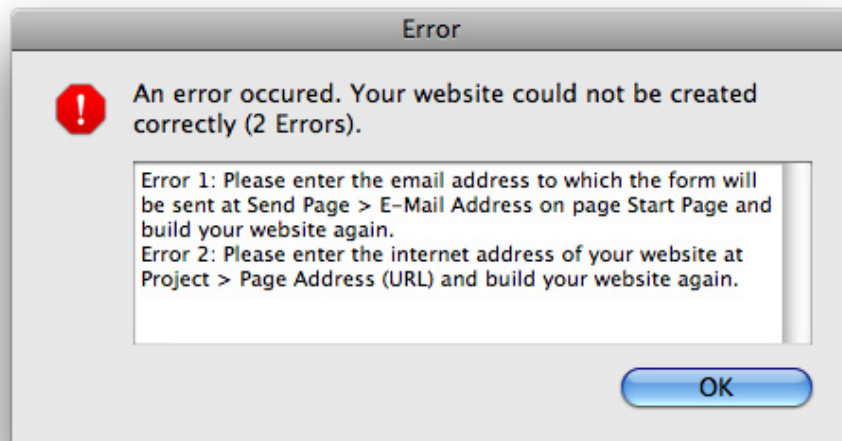 Error
An error occured. Your website could not be created
correctly (2 Errors).
Error 1: Please enter the email address to which the form will
be sent at Send Page > E-Mail Address on page Start Page and
build your website again.
Error 2: Please enter the internet address of your website at
Project > Page Address (URL) and build your website again.
OK